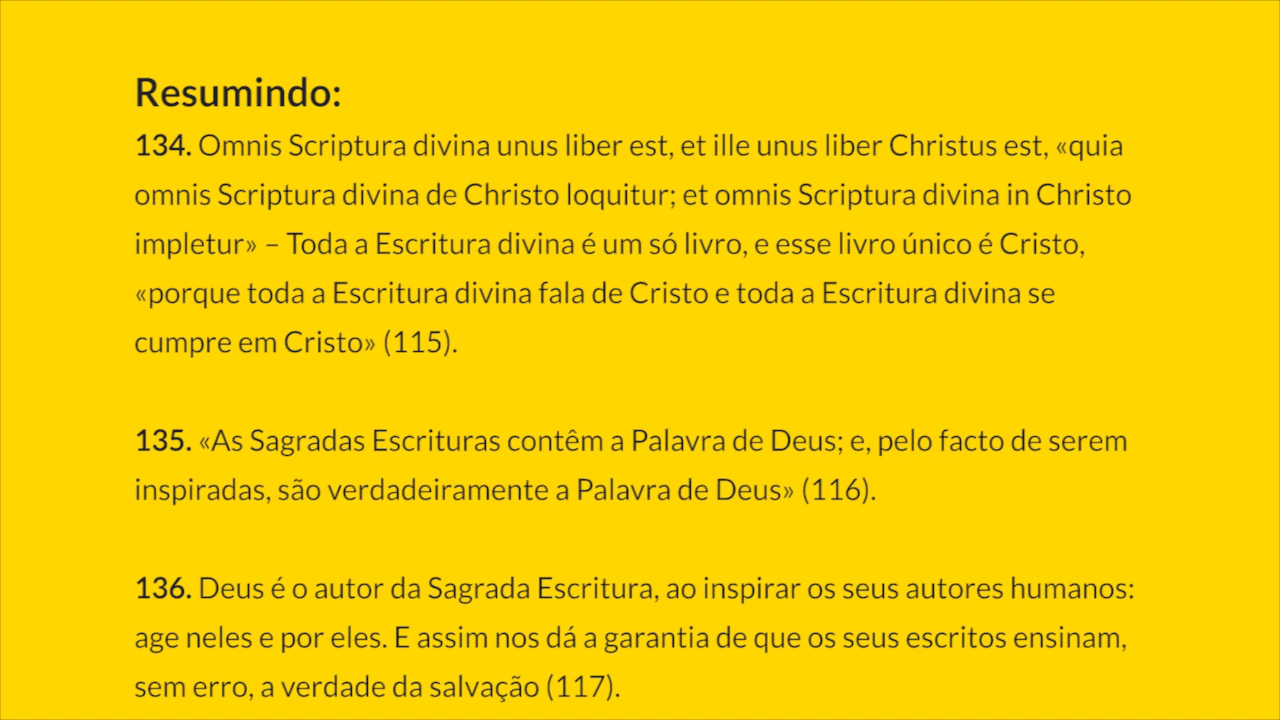 Resumindo:
134. Omnis Scriptura divina unus liber est, et ille unus liber Christus est, «quia
omnis Scriptura divina de Christo loquitur; et omnis Scriptura divina in Christo
impletur» – Toda a Escritura divina é um só livro, e esse livro único é Cristo,
«porque toda a Escritura divina fala de Cristo e toda a Escritura divina se
cumpre em Cristo» (115).
135. «As Sagradas Escrituras contêm a Palavra de Deus; e, pelo facto de serem
inspiradas, são verdadeiramente a Palavra de Deus» (116).
136. Deus é o autor da Sagrada Escritura, ao inspirar os seus autores humanos:
age neles e por eles. E assim nos dá a garantia de que os seus escritos ensinam,
sem erro, a verdade da salvação (117).